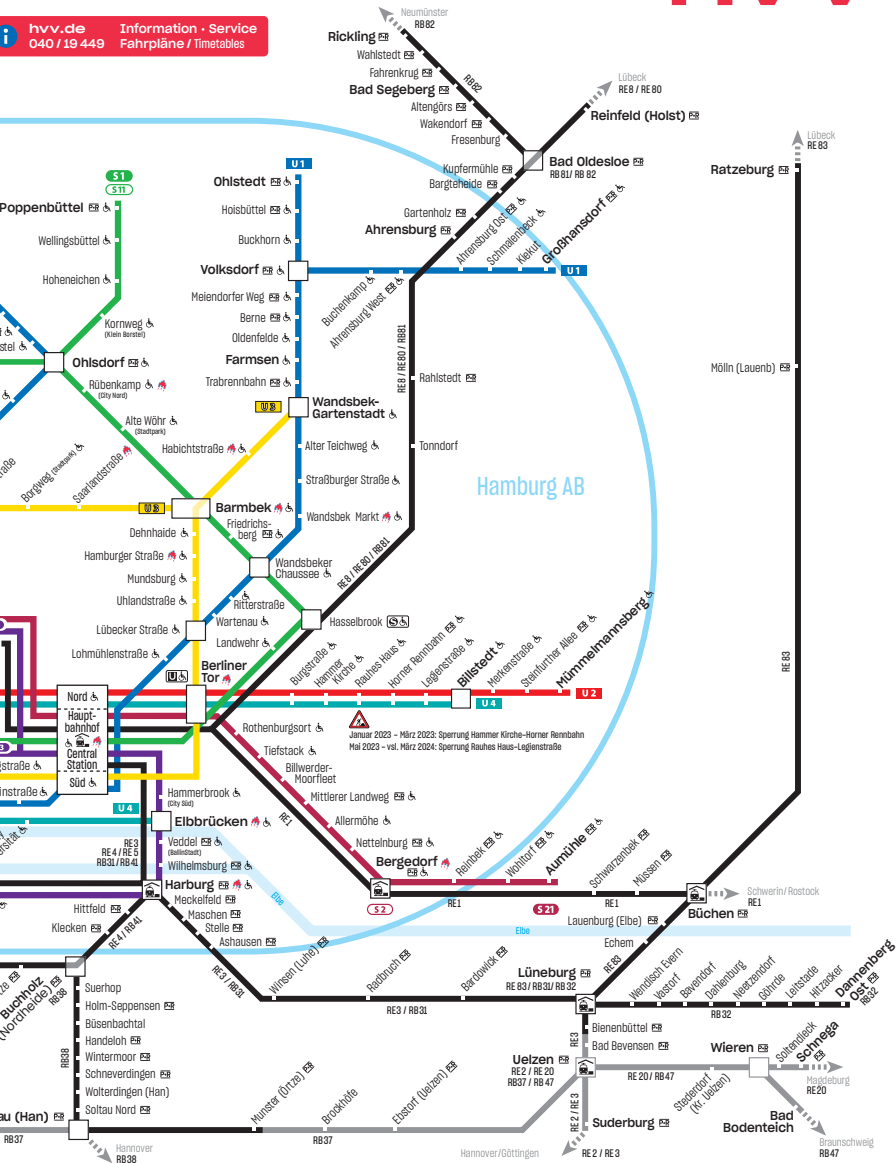 hvv.de Information · Service
040 / 19 449 Fahrpläne / Timetables
Neumünster
RB82
Rickling
Wahlstedt
Fahrenkrug
Bad Segeberg
Altengörs
Wakendorf
Fresenburg
RB82
Lübeck
RE8 / RE80
Reinfeld (Holst)
Bad Oldesloe
RB81/ RB 82
Kupfermühle
Bargteheide
Gartenholz
Ahrensburg
Lübeck
RE 83
Ratzeburg
Mölln (Lauenb)
RE 83
S1
S11
Poppenbüttel
Wellingsbüttel
Hoheneichen
Kornweg
(Klein Borstel)
Ohlsdorf
Rübenkamp
(City Nord)
Alte Wöhr
(Stadtpark)
Saarlandstraße
Borgweg (Stadtpark)
U1
Ohlstedt
Hoisbüttel
Buckhorn
Volksdorf
Meiendorfer Weg
Berne
Oldenfelde
Farmsen
Trabrennbahn
Buchenkamp
Ahrensburg West
Ahrensburg Ost
Schmalenbeck
Kiekut
Großhansdorf
U1
RE8 / RE80 / RB81
Rahlstedt
Tonndorf
U3
Wandsbek-
Gartenstadt
Habichtstraße
Alter Teichweg
Straßburger Straße
Wandsbek Markt
Hamburg AB
U3
Barmbek
Friedrichs-
berg
Dehnhaide
Hamburger Straße
Mundsburg
Uhlandstraße
Lübecker Straße
Lohmühlenstraße
Wandsbeker
Chaussee
Ritterstraße
Wartenau
Landwehr
Hasselbrook
RE8 / RE80 / RB81
Berliner
Tor
Burgstraße
Hammer
Kirche
Rauhes Haus
Horner Rennbahn
Legienstraße
Billstedt
Merkenstraße
Steinfurther Allee
Mümmelmannsberg
U2
U4
Januar 2023 – März 2023: Sperrung Hammer Kirche–Horner Rennbahn
Mai 2023 – vsl. März 2024: Sperrung Rauhes Haus–Legienstraße
Nord
Haupt-
bahnhof
Central
Station
Süd
Rothenburgsort
Tiefstack
Billwerder-
Moorfleet
Mittlerer Landweg
Allermöhe
Nettelnburg
Bergedorf
RE1
S2
Reinbek
Wohltorf
Aumühle
S21
RE1
Schwarzenbek
Müssen
RE1
Büchen
Schwerin/Rostock
RE1
Hammerbrook
(City Süd)
U4
Elbbrücken
Veddel
(BallinStadt)
Wilhelmsburg
RE3
RE4 / RE5
RB31/ RB41
Harburg
Elbe
Elbe
Meckelfeld
Maschen
Stelle
Ashausen
Hittfeld
Klecken
RE4 / RB41
RE3 / RB31
Winsen (Luhe)
Radbruch
Bardowick
RE3 / RB31
Lauenburg (Elbe)
Echem
RE83
Lüneburg
RE 83/ RB31/ RB 32
Wendisch Evern
Vastorf
Bavendorf
Dahlenburg
Neetzendorf
Göhrde
Leitstade
Hitzacker
Dannenberg
Ost
RB32
RB32
Buchholz
(Nordheide)
RB38
Suerhop
Holm-Seppensen
Büsenbachtal
Handeloh
Wintermoor
Schneverdingen
Wolterdingen (Han)
Soltau Nord
RB38
au (Han)
RB37
Hannover
RB38
Munster (Örtze)
Brockhöfe
Ebstorf (Uelzen)
RB37
RE3
Bienenbüttel
Bad Bevensen
Uelzen
RE2 / RE 20
RB37/ RB 47
RE 20 / RB47
RE 2 / RE 3
Suderburg
Hannover/Göttingen
RE2 / RE3
Stederdorf
(Kr. Uelzen)
Wieren
Soltendieck
Schnega
Magdeburg
RE20
Bad
Bodenteich
Braunschweig
RB47